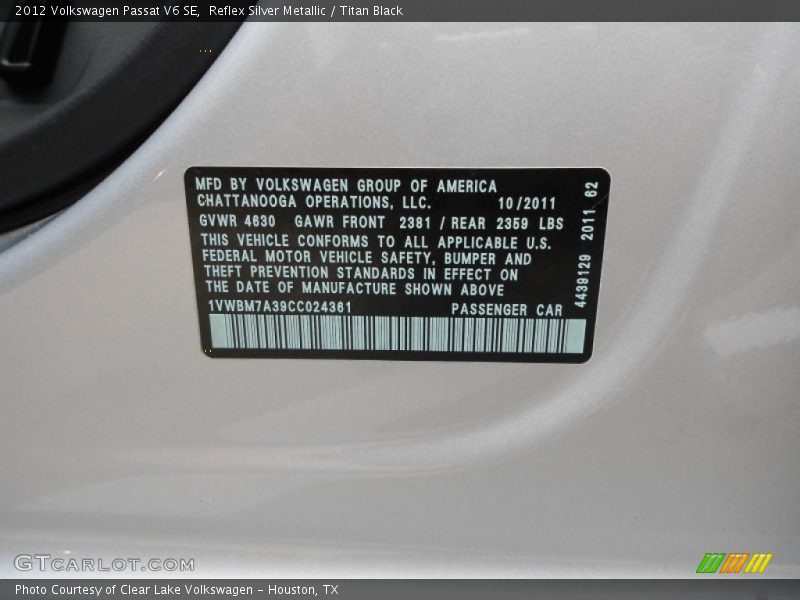 2012 Volkswagen Passat V6 SE,  Reflex Silver Metallic / Titan Black
MFD BY VOLKSWAGEN GROUP OF AMERICA
CHATTANOOGA OPERATIONS, LLC. 10/2011
GVWR 4630 GAWR FRONT 2381 / REAR 2359 LBS
THIS VEHICLE CONFORMS TO ALL APPLICABLE U.S.
FEDERAL MOTOR VEHICLE SAFETY, BUMPER AND
THEFT PREVENTION STANDARDS IN EFFECT ON
THE DATE OF MANUFACTURE SHOWN ABOVE
1VWBM7A39CC024361 PASSENGER CAR
4439129 2011 62
GTCARLOT.COM
Photo Courtesy of Clear Lake Volkswagen – Houston, TX